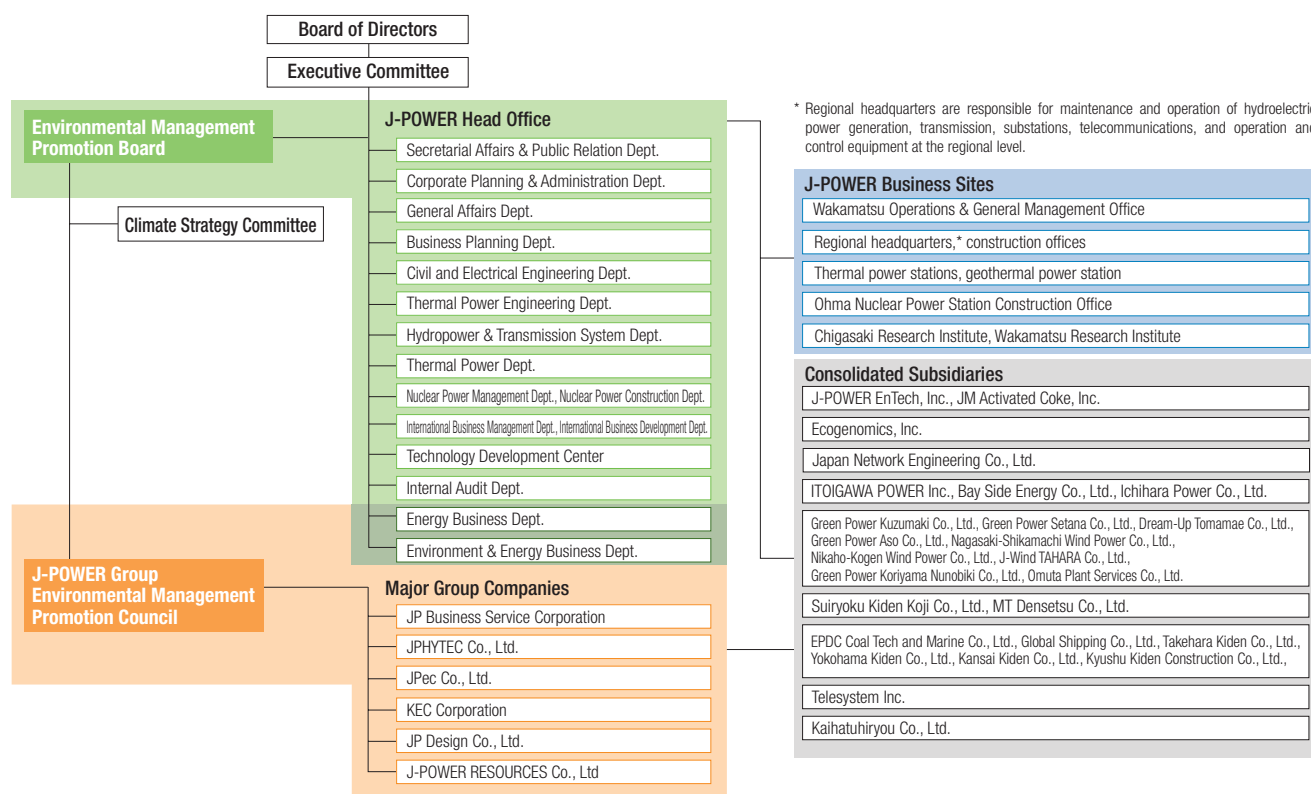 Board of Directors
Executive Committee
Environmental Management
Promotion Board
Climate Strategy Committee
J-POWER Group
Environmental Management
Promotion Council
J-POWER Head Office
Secretarial Affairs & Public Relation Dept.
Corporate Planning & Administration Dept.
General Affairs Dept.
Business Planning Dept.
Civil and Electrical Engineering Dept.
Thermal Power Engineering Dept.
Hydropower & Transmission System Dept.
Thermal Power Dept.
Nuclear Power Management Dept., Nuclear Power Construction Dept.
International Business Management Dept., International Business Development Dept.
Technology Development Center
Internal Audit Dept.
Energy Business Dept.
Environment & Energy Business Dept.
Major Group Companies
JP Business Service Corporation
JPHYTEC Co., Ltd.
JPec Co., Ltd.
KEC Corporation
JP Design Co., Ltd.
J-POWER RESOURCES Co., Ltd
* Regional headquarters are responsible for maintenance and operation of hydroelectric
power generation, transmission, substations, telecommunications, and operation and
control equipment at the regional level.
J-POWER Business Sites
Wakamatsu Operations & General Management Office
Regional headquarters,* construction offices
Thermal power stations, geothermal power station
Ohma Nuclear Power Station Construction Office
Chigasaki Research Institute, Wakamatsu Research Institute
Consolidated Subsidiaries
J-POWER EnTech, Inc., JM Activated Coke, Inc.
Ecogenomics, Inc.
Japan Network Engineering Co., Ltd.
ITOIGAWA POWER Inc., Bay Side Energy Co., Ltd., Ichihara Power Co., Ltd.
Green Power Kuzumaki Co., Ltd., Green Power Setana Co., Ltd., Dream-Up Tomamae Co., Ltd.,
Green Power Aso Co., Ltd., Nagasaki-Shikamachi Wind Power Co., Ltd.,
Nikaho-Kogen Wind Power Co., Ltd., J-Wind TAHARA Co., Ltd.,
Green Power Koriyama Nunobiki Co., Ltd., Omuta Plant Services Co., Ltd.
Suiryoku Kiden Koji Co., Ltd., MT Densetsu Co., Ltd.
EPDC Coal Tech and Marine Co., Ltd., Global Shipping Co., Ltd., Takehara Kiden Co., Ltd.,
Yokohama Kiden Co., Ltd., Kansai Kiden Co., Ltd., Kyushu Kiden Construction Co., Ltd.,
Telesystem Inc.
Kaihatuhiryou Co., Ltd.